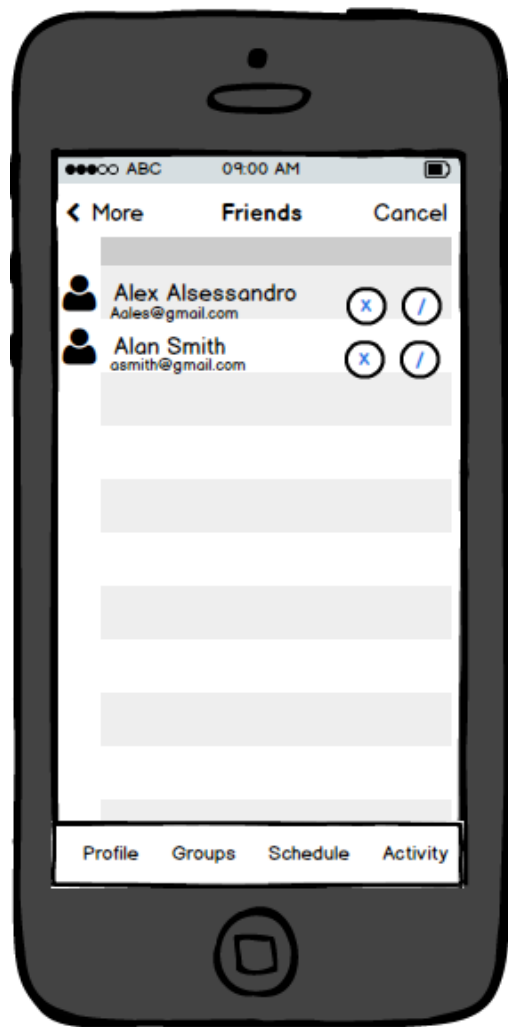 ABC 09:00 AM
More Friends Cancel
Alex Alsessandro
Aales@gmail.com
X /
Alan Smith
asmith@gmail.com
X /
Profile Groups Schedule Activity